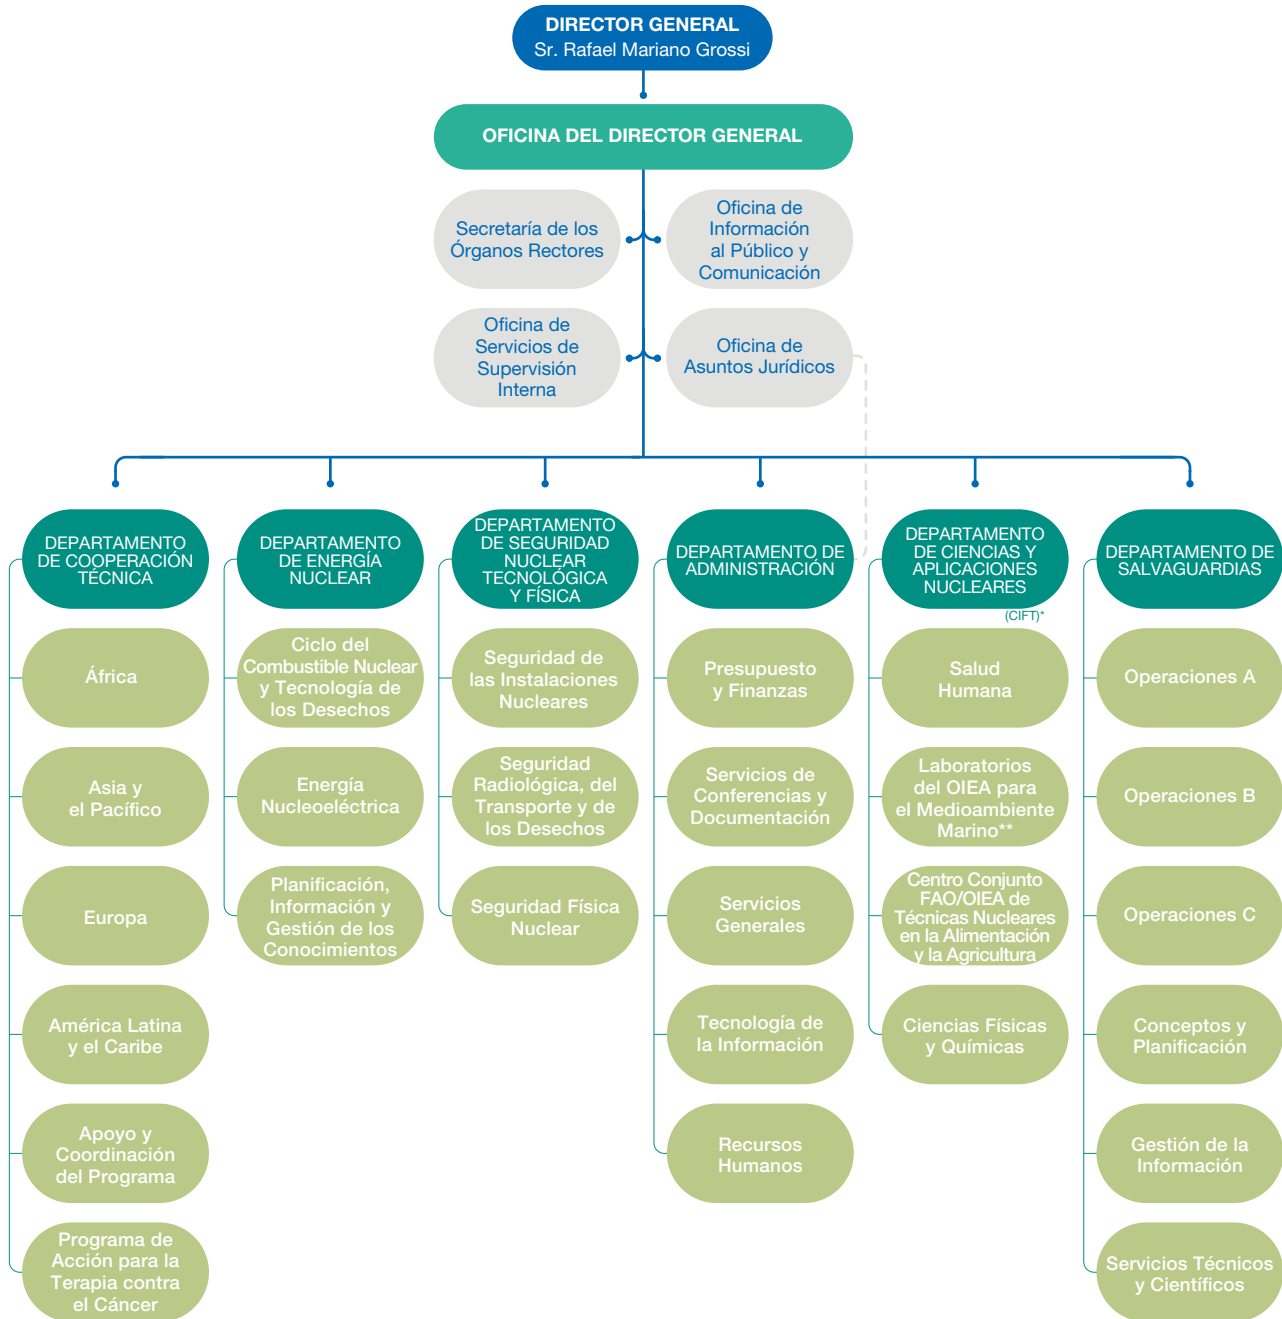 DIRECTOR GENERAL
Sr. Rafael Mariano Grossi
OFICINA DEL DIRECTOR GENERAL
Secretaría de los
Órganos Rectores
Oficina de
Información
al Público y
Comunicación
Oficina de
Servicios de
Supervisión
Interna
Oficina de
Asuntos Jurídicos
DEPARTAMENTO
DE COOPERACIÓN
TÉCNICA
África
Asia y
el Pacífico
Europa
América Latina
y el Caribe
Apoyo y
Coordinación
del Programa
Programa de
Acción para la
Terapia contra
el Cáncer
DEPARTAMENTO
DE ENERGÍA
NUCLEAR
Ciclo del
Combustible Nuclear
y Tecnología de
los Desechos
Energía
Nucleoeléctrica
Planificación,
Información y
Gestión de los
Conocimientos
DEPARTAMENTO
DE SEGURIDAD
NUCLEAR
TECNOLÓGICA
Y FÍSICA
Seguridad de
las Instalaciones
Nucleares
Seguridad
Radiológica, del
Transporte y de
los Desechos
Seguridad Física
Nuclear
DEPARTAMENTO DE
ADMINISTRACIÓN
Presupuesto
y Finanzas
Servicios de
Conferencias y
Documentación
Servicios
Generales
Tecnología de
la Información
Recursos
Humanos
DEPARTAMENTO
DE CIENCIAS Y
APLICACIONES
NUCLEARES
(CIFT)*
Salud
Humana
Laboratorios
del OIEA para
el Medioambiente
Marino**
Centro Conjunto
FAO/OIEA de
Técnicas Nucleares
en la Alimentación
y la Agricultura
Ciencias Físicas
y Químicas
DEPARTAMENTO DE
SALVAGUARDIAS
Operaciones A
Operaciones B
Operaciones C
Conceptos y
Planificación
Gestión de la
Información
Servicios Técnicos
y Científicos